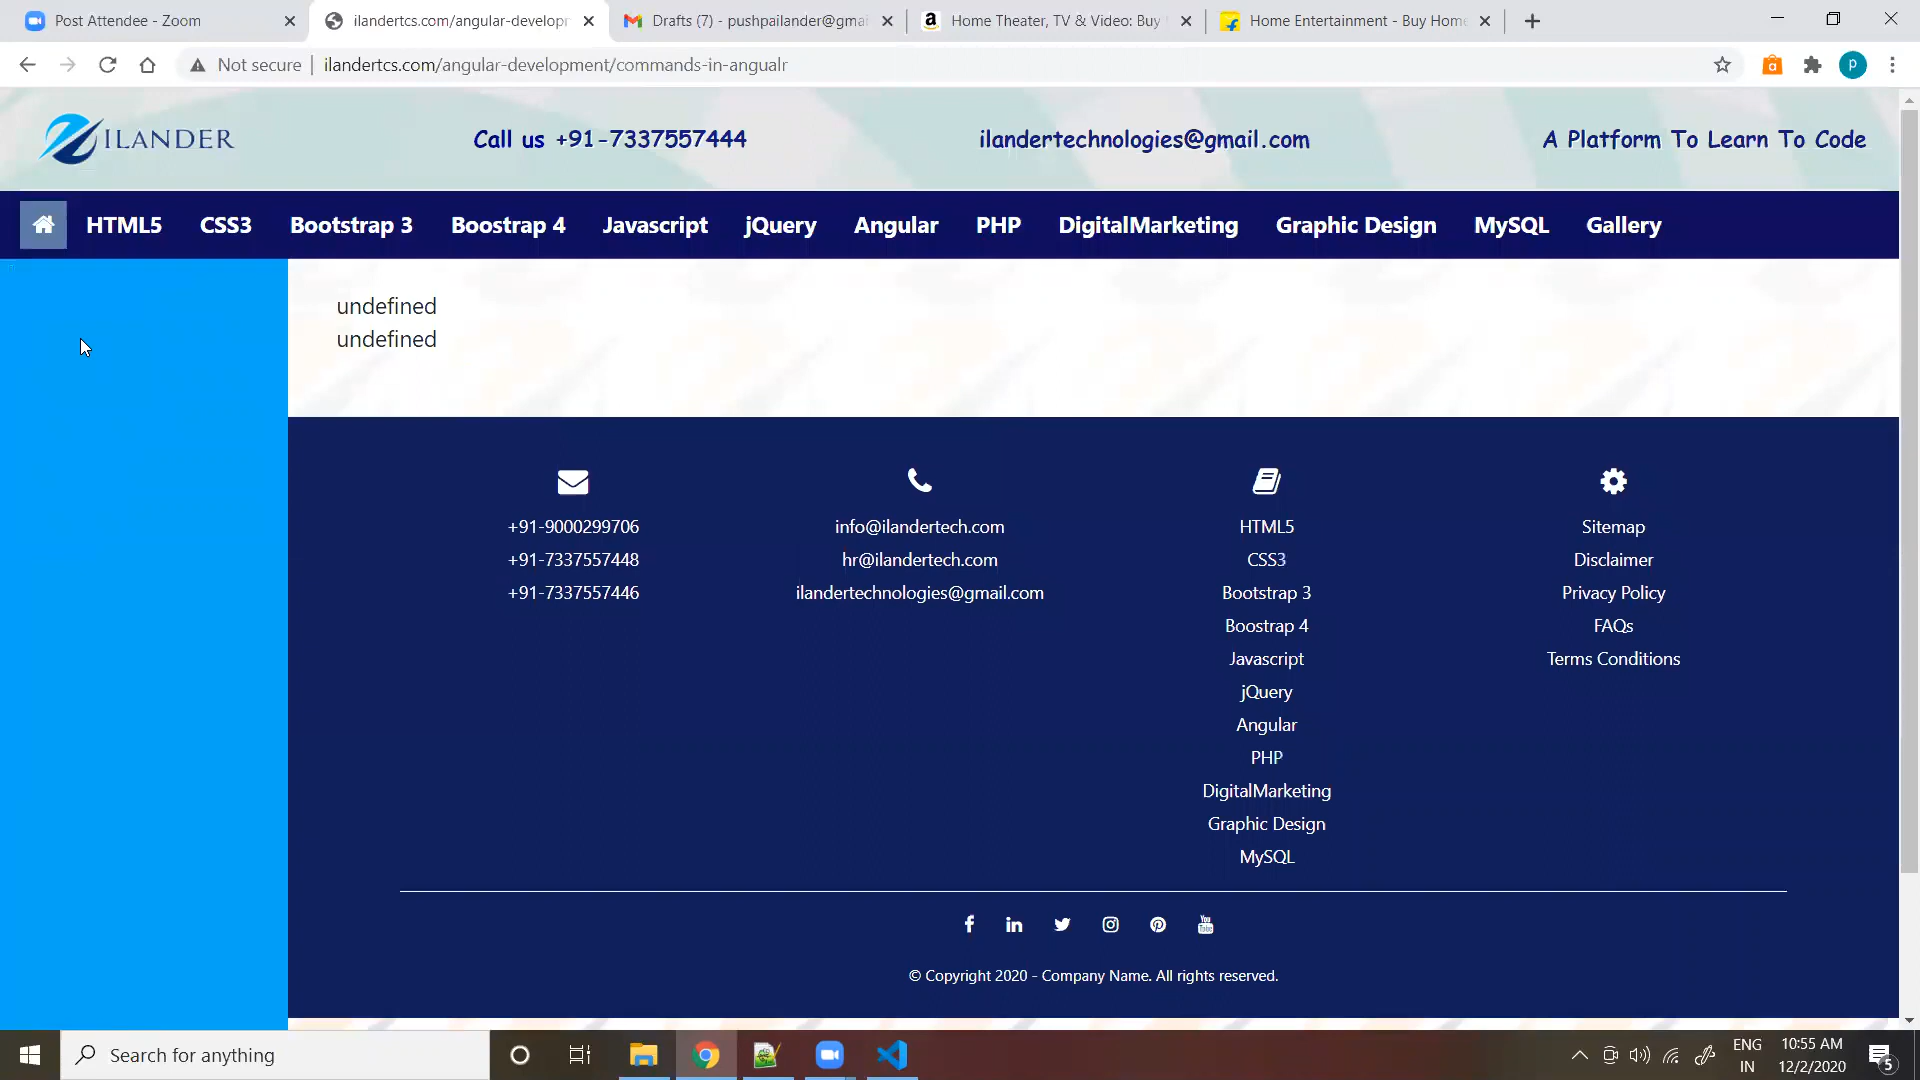 Post Attendee - Zoom
ilandertcs.com/angular-developm
Drafts (7) - pushpailander@gmai
Home Theater, TV & Video: Buy
Home Entertainment - Buy Home
Not secure
ilandertcs.com/angular-development/commands-in-angualr
P
ILANDER
Call us +91-7337557444
ilandertechnologies@gmail.com
A Platform To Learn To Code
HTML5
CSS3
Bootstrap 3
Boostrap 4
Javascript
jQuery
Angular
PHP
DigitalMarketing
Graphic Design
MySQL
Gallery
undefined
undefined
+91-9000299706
+91-7337557448
+91-7337557446
info@ilandertech.com
hr@ilandertech.com
ilandertechnologies@gmail.com
HTML5
CSS3
Bootstrap 3
Boostrap 4
Javascript
jQuery
Angular
PHP
DigitalMarketing
Graphic Design
MySQL
Sitemap
Disclaimer
Privacy Policy
FAQs
Terms Conditions
© Copyright 2020 - Company Name. All rights reserved.
Search for anything
ENG
IN
10:55 AM
12/2/2020
5